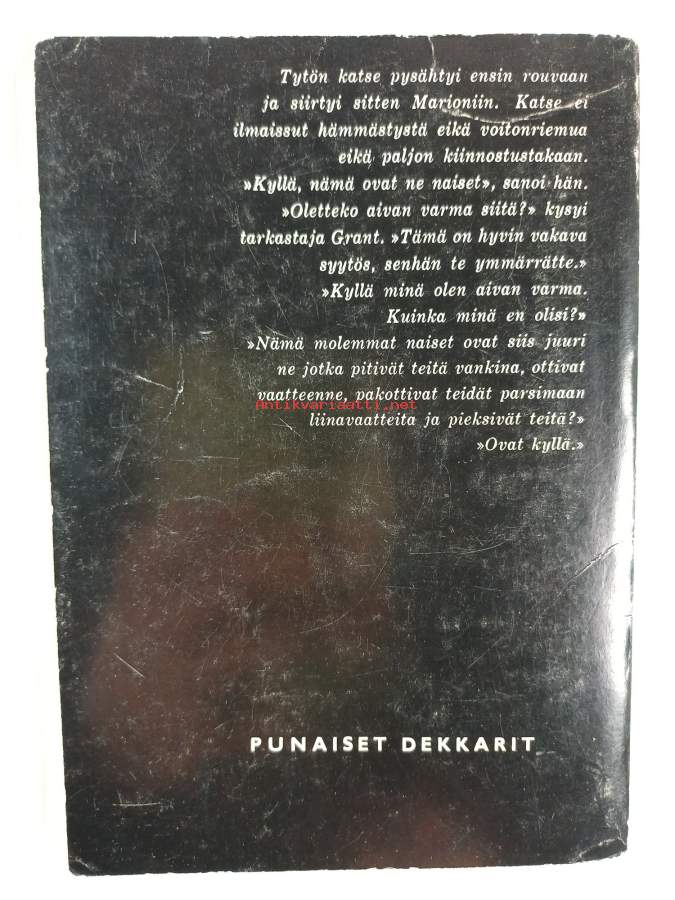 Tytön katse pysähtyi ensin rouvaan
ja siirtyi sitten Marioniin. Katse ei
ilmaissut hämmästystä eikä voitonriemua
eikä paljon kiinnostustakaan.
»Kyllä, nämä ovat ne naiset», sanoi hän.
»Oletteko aivan varma siitä?» kysyi
tarkastaja Grant. »Tämä on hyvin vakava
syytös, senhän te ymmärrätte.»
»Kyllä minä olen aivan varma.
Kuinka minä en olisi?»
»Nämä molemmat naiset ovat siis juuri
ne jotka pitivät teitä vankina, ottivat
vaatteenne, pakottivat teidät parsimaan
Antikvariaatti.net
liinavaatteita ja pieksivät teitä?»
»Ovat kyllä.»
PUNAISET DEKKARIT